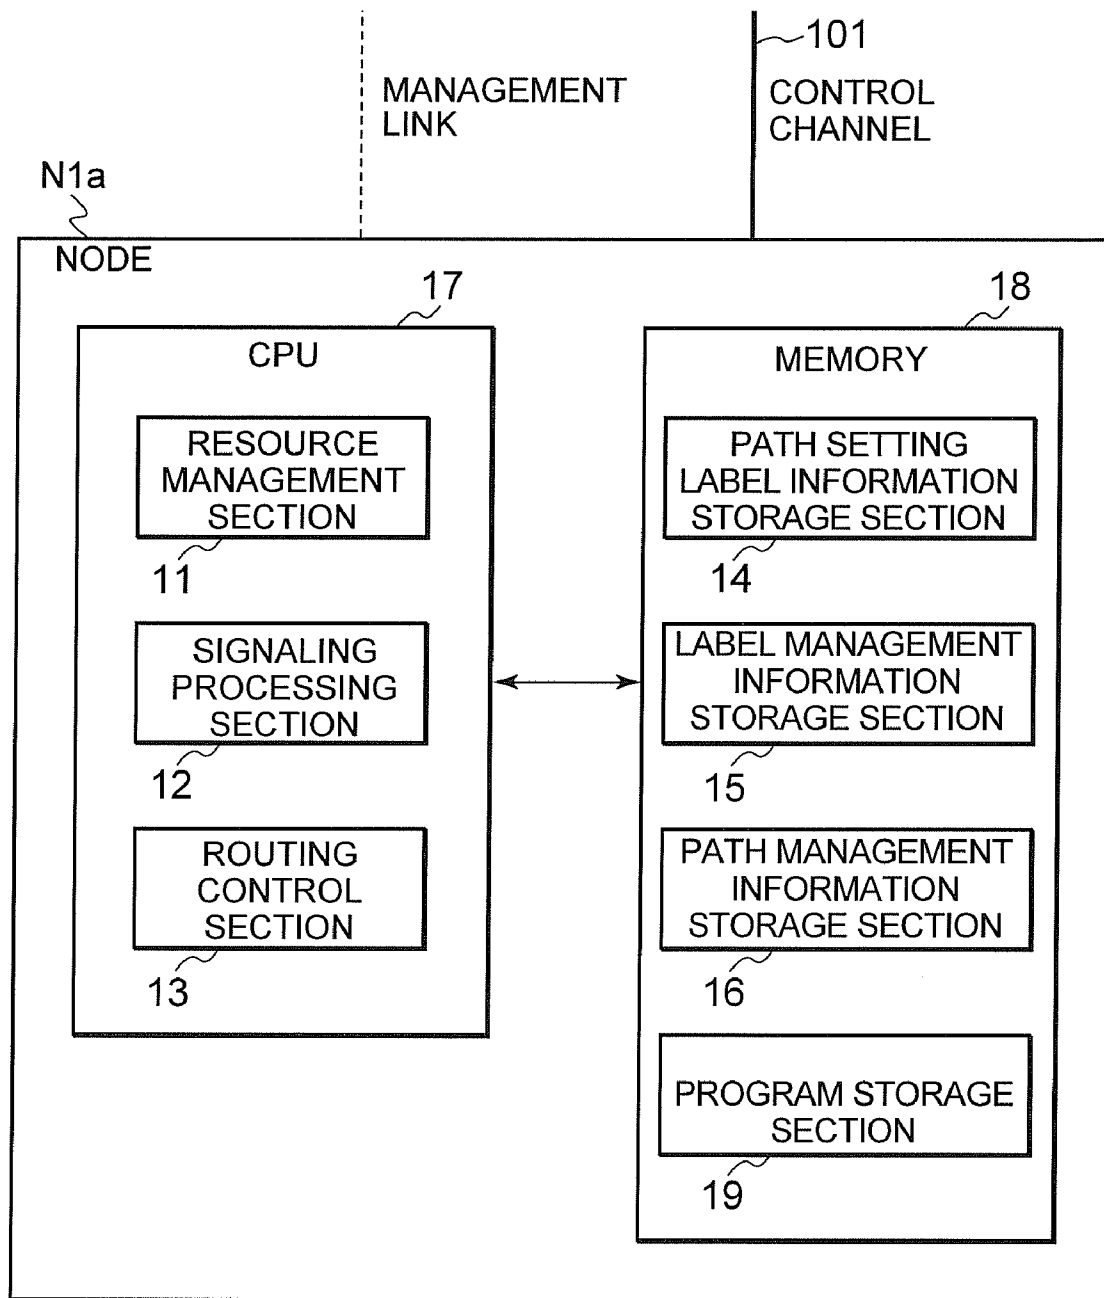 101
MANAGEMENT
LINK
CONTROL
CHANNEL
N1a
NODE
17
CPU
RESOURCE
MANAGEMENT
SECTION
11
SIGNALING
PROCESSING
SECTION
12
ROUTING
CONTROL
SECTION
13
18
MEMORY
PATH SETTING
LABEL INFORMATION
STORAGE SECTION
14
LABEL MANAGEMENT
INFORMATION
STORAGE SECTION
15
PATH MANAGEMENT
INFORMATION
STORAGE SECTION
16
PROGRAM STORAGE
SECTION
19